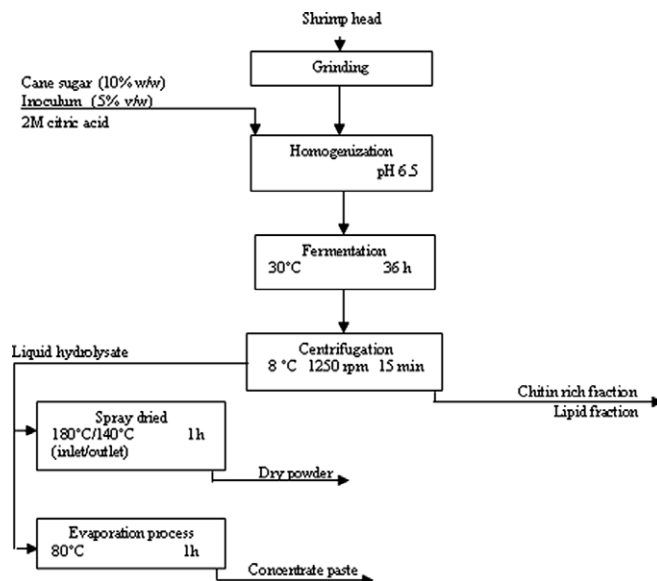 Shrimp head
Grinding
Cane sugar (10% w/w)
Inoculum (5% v/w)
2M citric acid
Homogenization
pH 6.5
Fermentation
30°C 36 h
Liquid hydrolysate
Centrifugation
8 °C 1250 rpm 15 min
Chitin rich fraction
Lipid fraction
Spray dried
180°C/140°C 1h
(inlet/outlet)
Dry powder
Evaporation process
80°C 1h
Concentrate paste